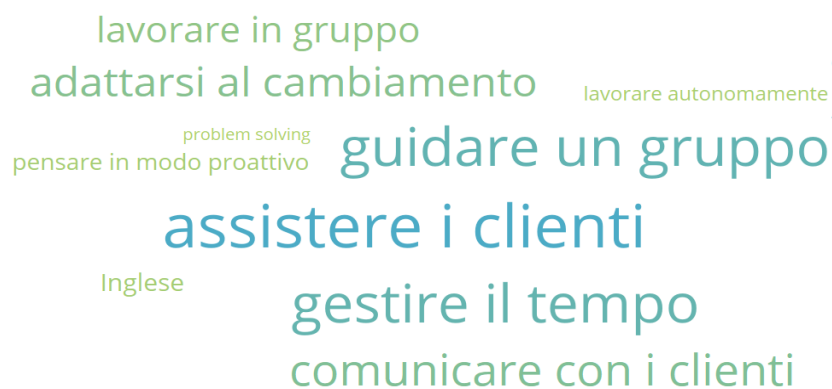 lavorare in gruppo
adattarsi al cambiamento
lavorare autonomamente
problem solving
guidare un gruppo
pensare in modo proattivo
assistere i clienti
Inglese
gestire il tempo
comunicare con i clienti